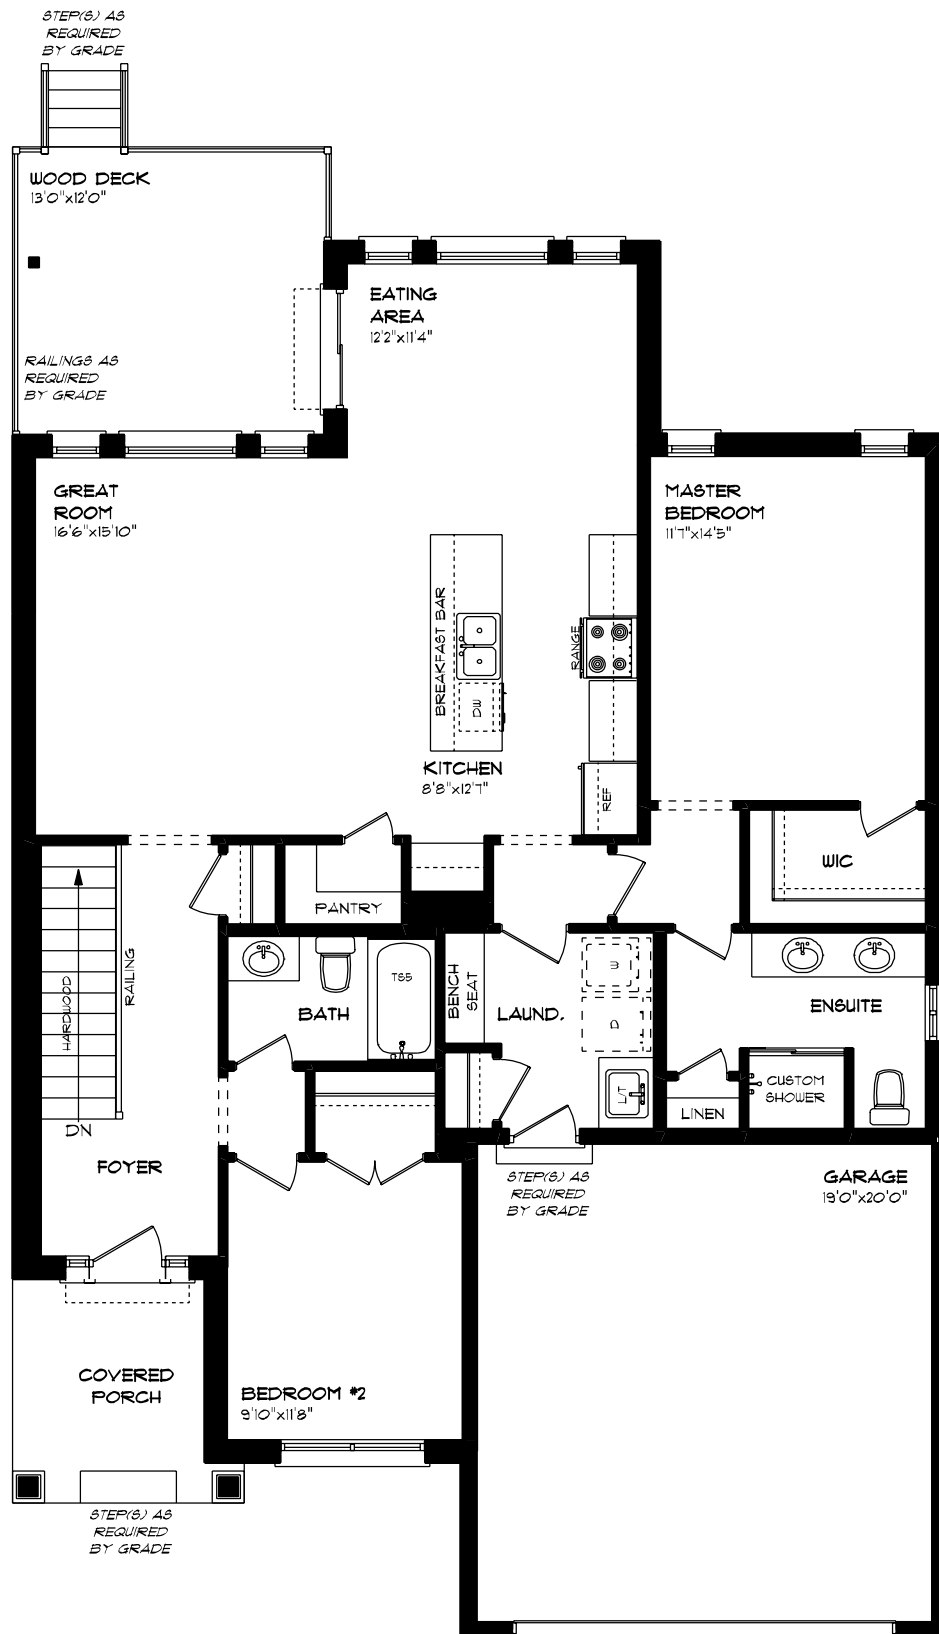 STEP(S) AS
REQUIRED
BY GRADE
WOOD DECK
13'0"x12'0"
EATING
AREA
12'2"x11'4"
RAILINGS AS
REQUIRED
BY GRADE
GREAT
ROOM
16'6"x15'10"
MASTER
BEDROOM
11'7"x14'5"
BREAKFAST BAR
RANGE
DW
KITCHEN
8'8"x12'7"
REF
WIC
PANTRY
HARDWOOD
RAILING
BATH
TS5
BENCH
SEAT
LAUND.
W
D
ENSUITE
L/T
LINEN
CUSTOM
SHOWER
DN
FOYER
STEP(S) AS
REQUIRED
BY GRADE
GARAGE
19'0"x20'0"
COVERED
PORCH
BEDROOM #2
9'10"x11'8"
STEP(S) AS
REQUIRED
BY GRADE